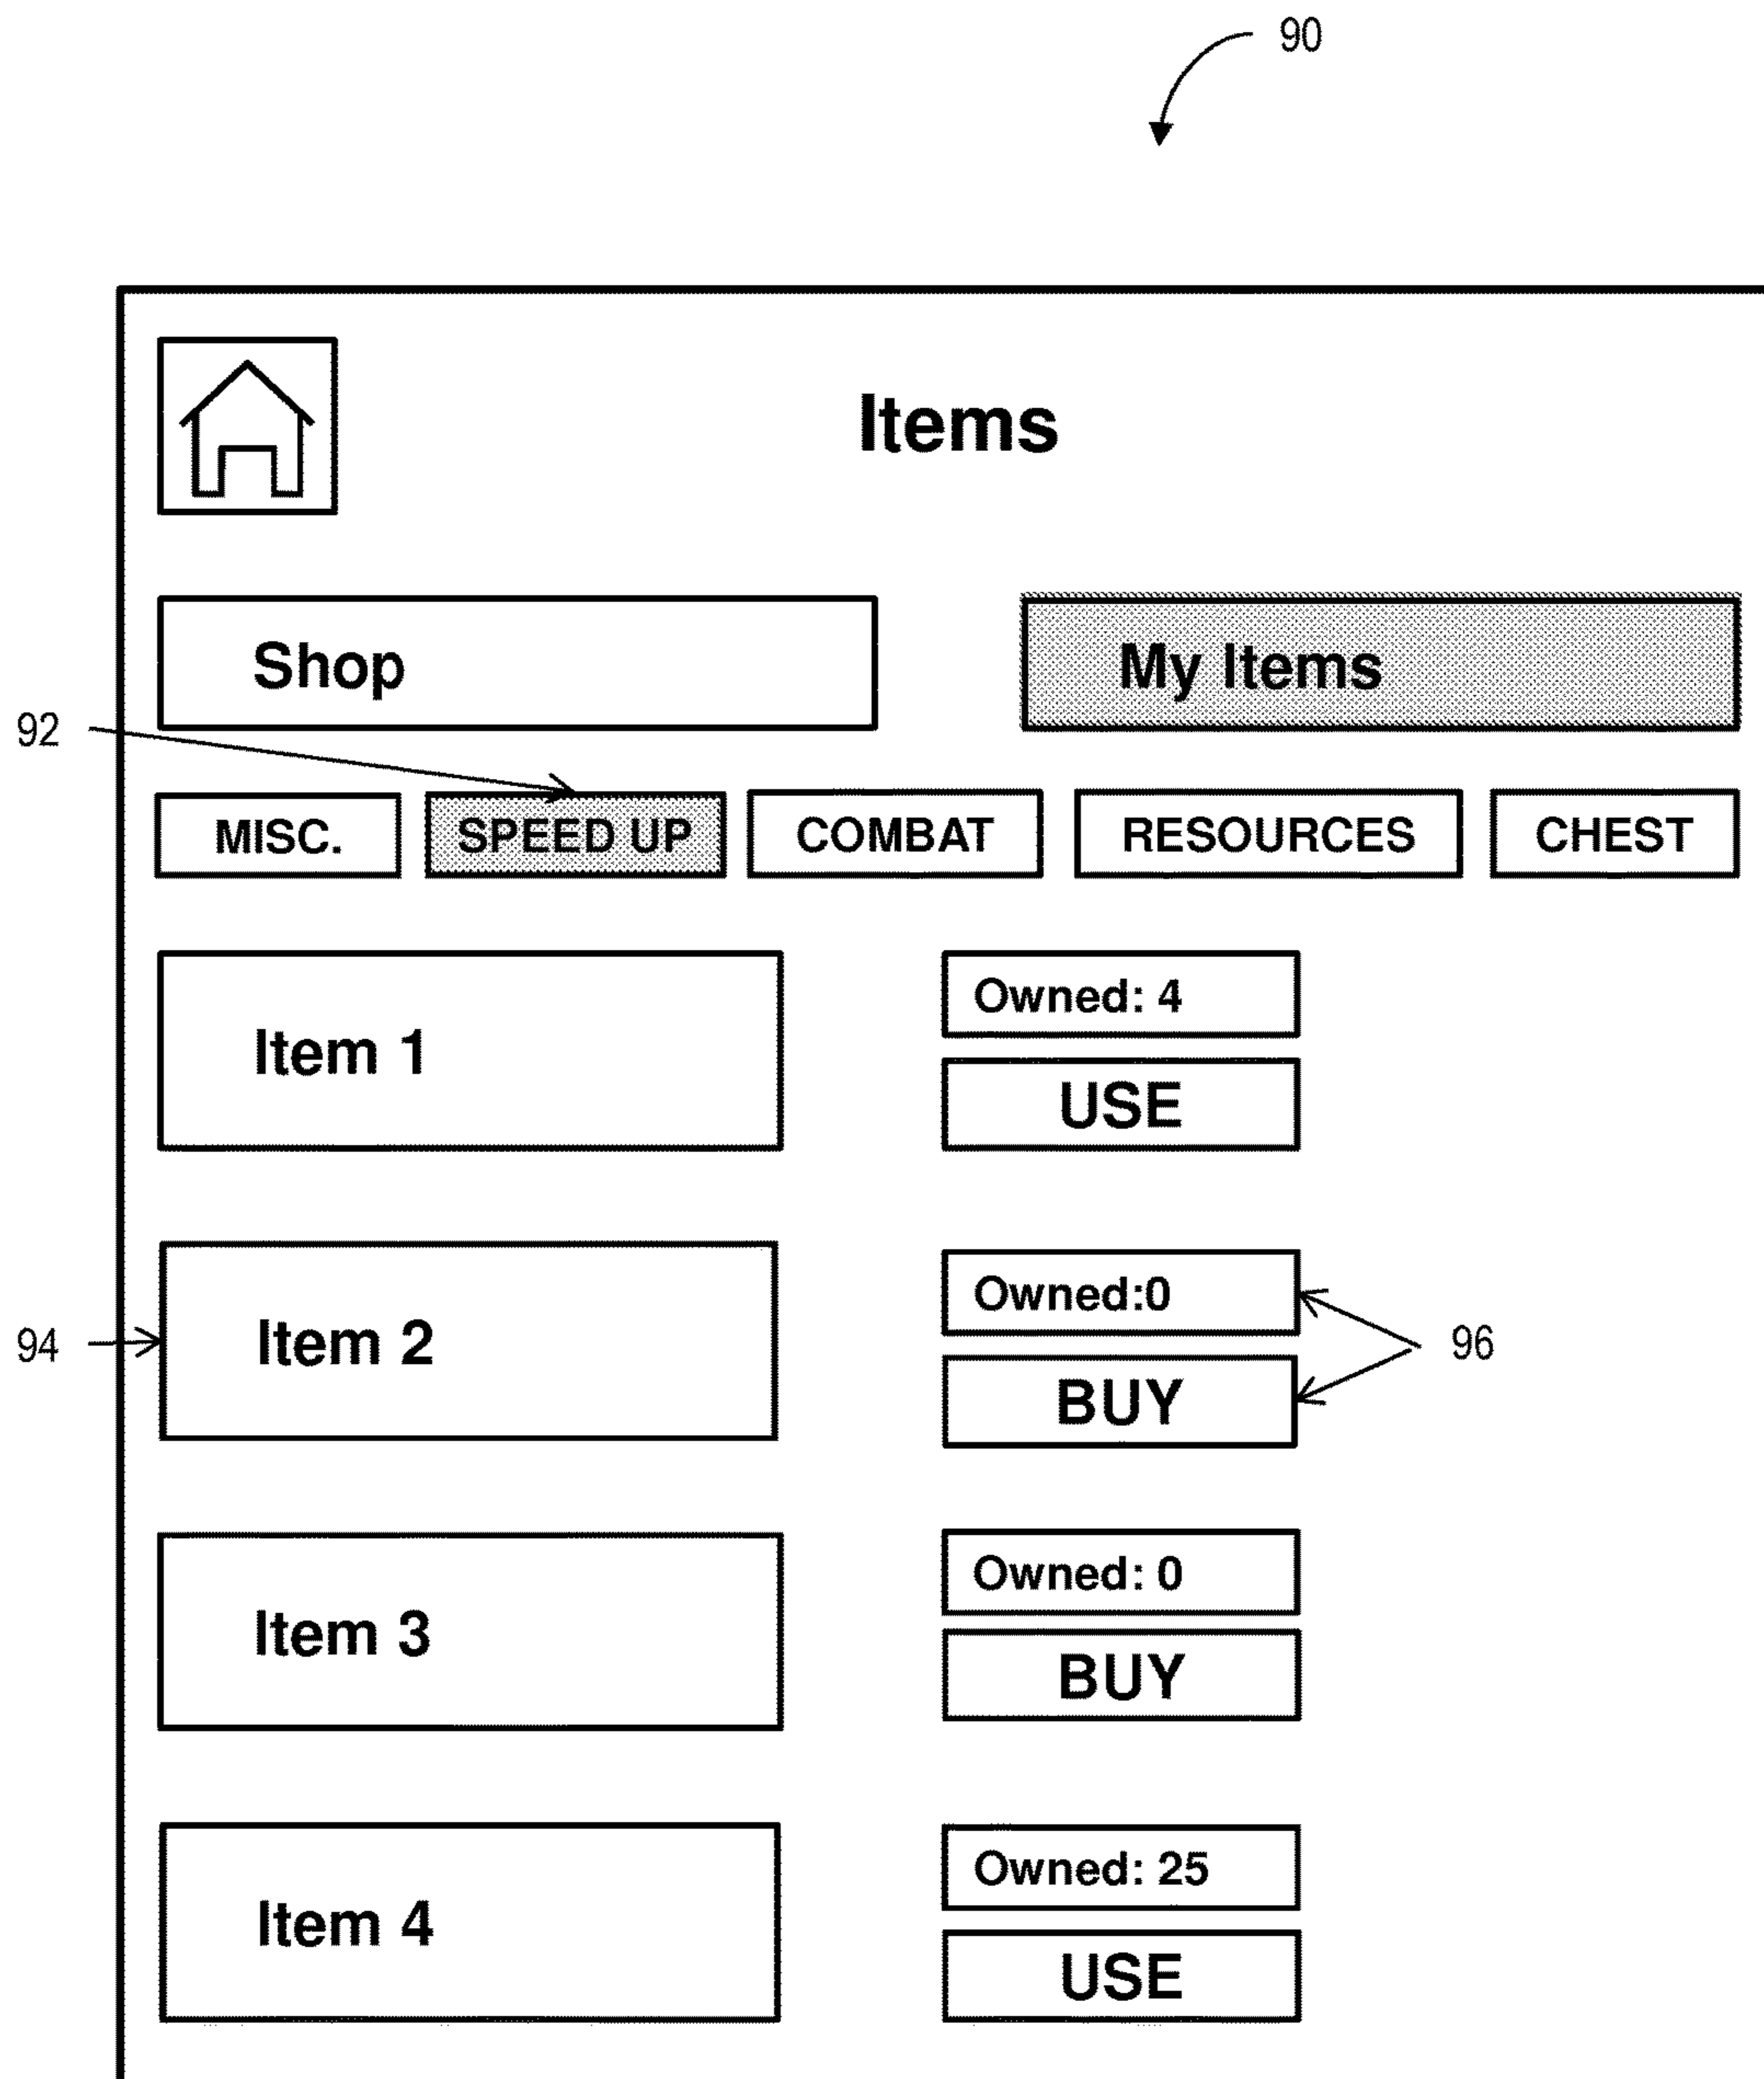 90
Items
Shop
My Items
92
MISC.
SPEED UP
COMBAT
RESOURCES
CHEST
Item 1
Owned: 4
USE
94
Item 2
Owned:0
BUY
96
Item 3
Owned: 0
BUY
Item 4
Owned: 25
USE